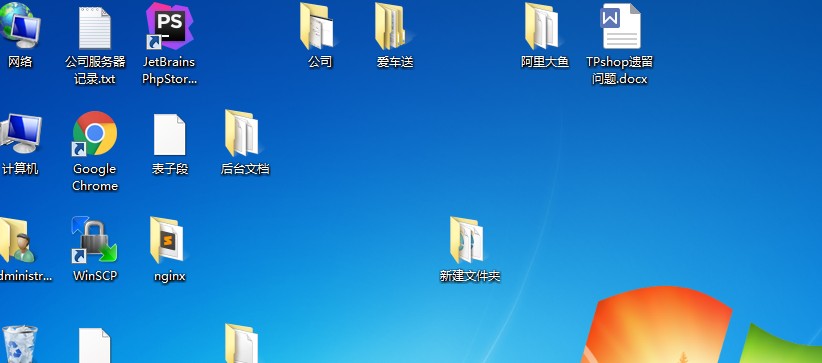 PS
网络
公司服务器
记录.txt
JetBrains
PhpStor...
公司
爱车送
阿里大鱼
TPshop遗留
问题.docx
计算机
Google
Chrome
表子段
后台文档
dministr...
WinSCP
nginx
新建文件夹